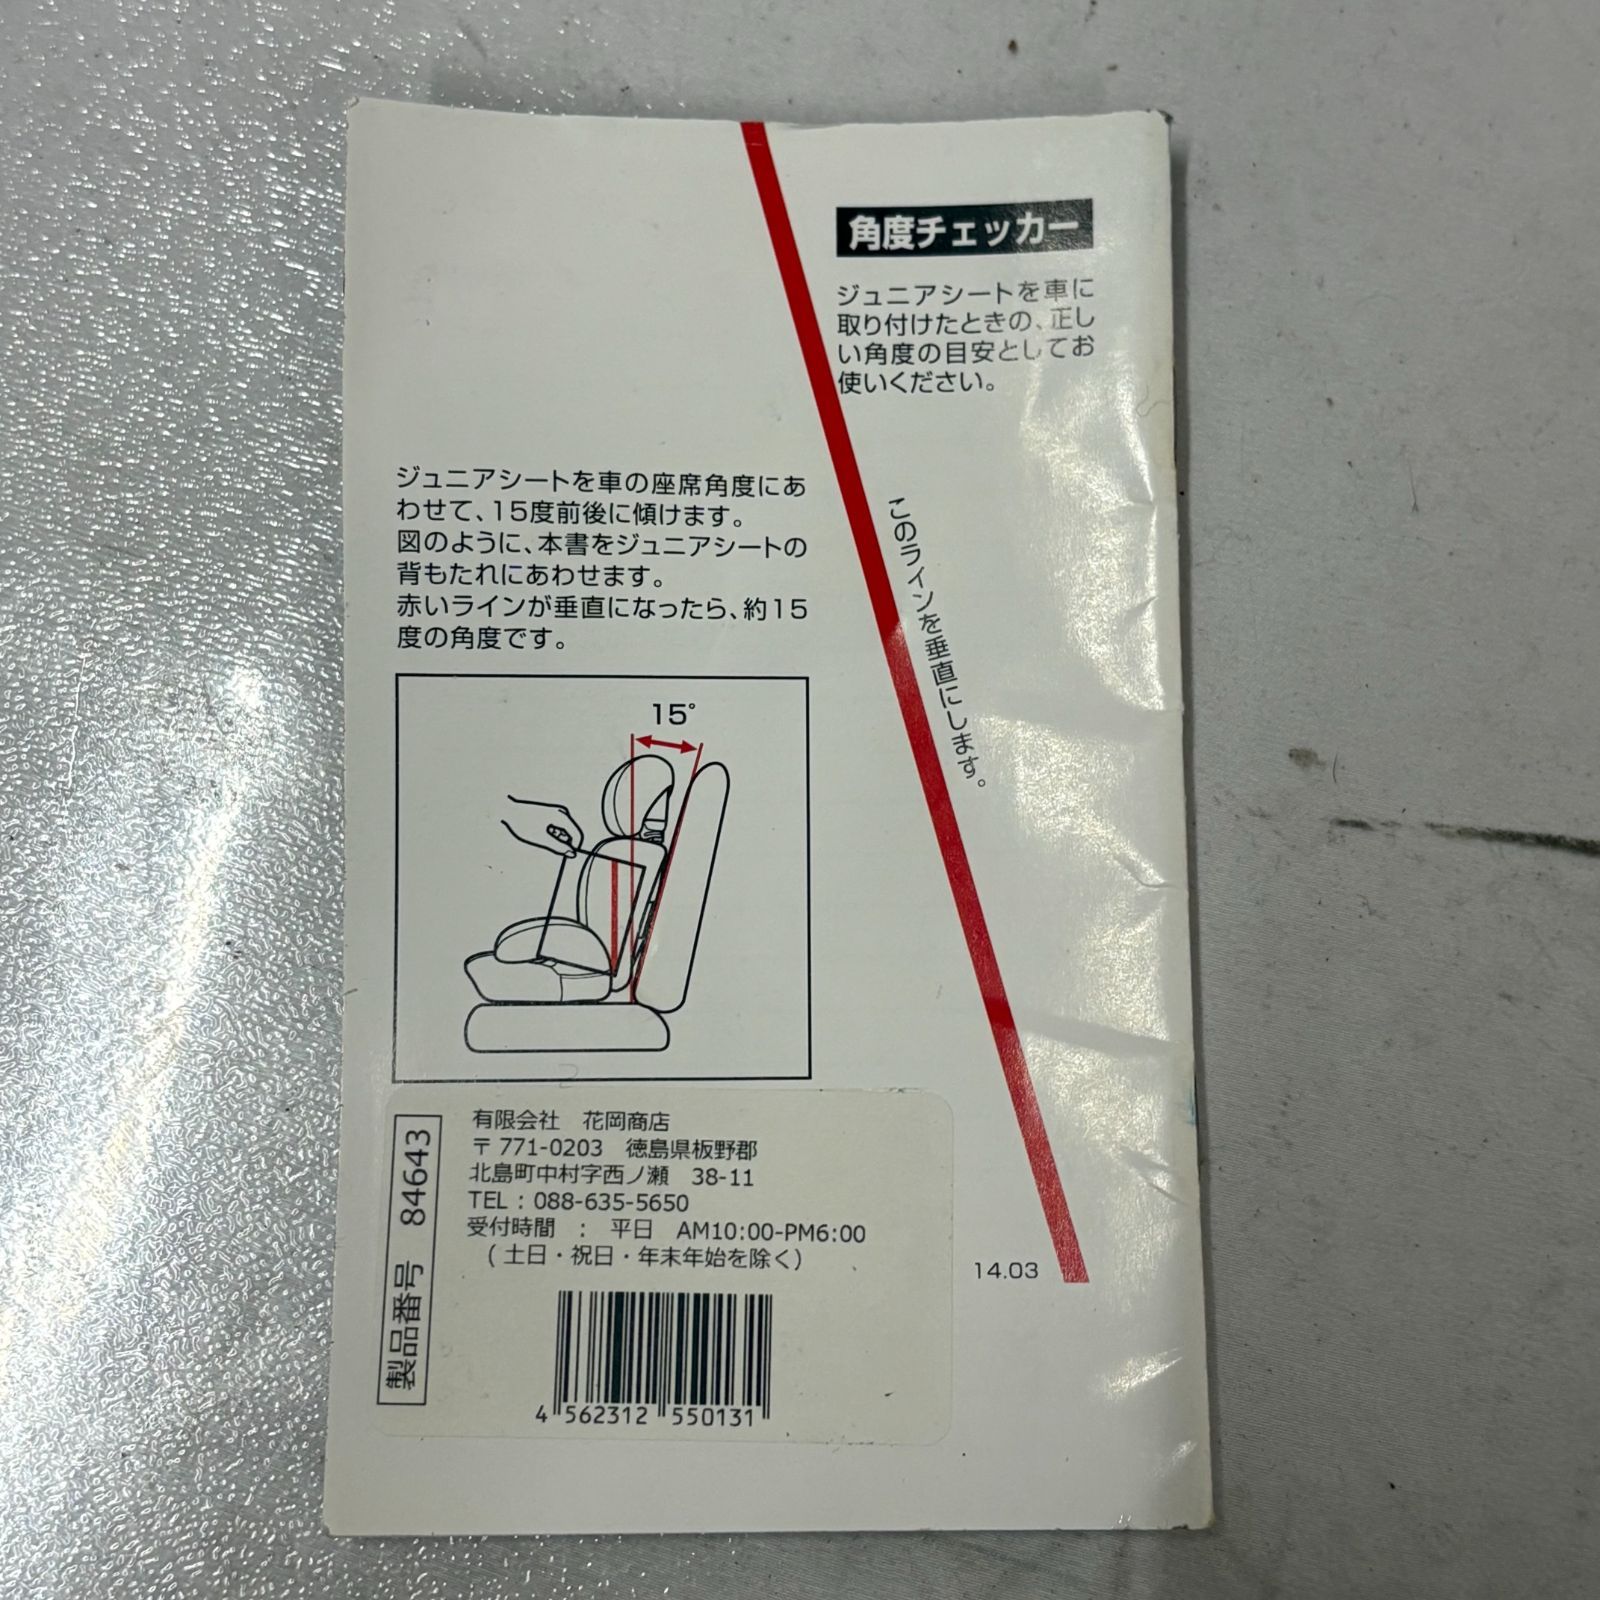 角度チェッカー
ジュニアシートを車に
取り付けたときの、正し
い角度の目安としてお
使いください。
ジュニアシートを車の座席角度にあ
わせて、15度前後に傾けます。
図のように、本書をジュニアシートの
背もたれにあわせます。
赤いラインが垂直になったら、約15
度の角度です。
このラインを垂直にします。
15°
製品番号 84643
有限会社 花岡商店
〒771-0203 徳島県板野郡
北島町中村字西ノ瀬 38-11
TEL : 088-635-5650
受付時間 : 平日 AM10:00-PM6:00
(土日・祝日・年末年始を除く)
4 562312 550131
14.03